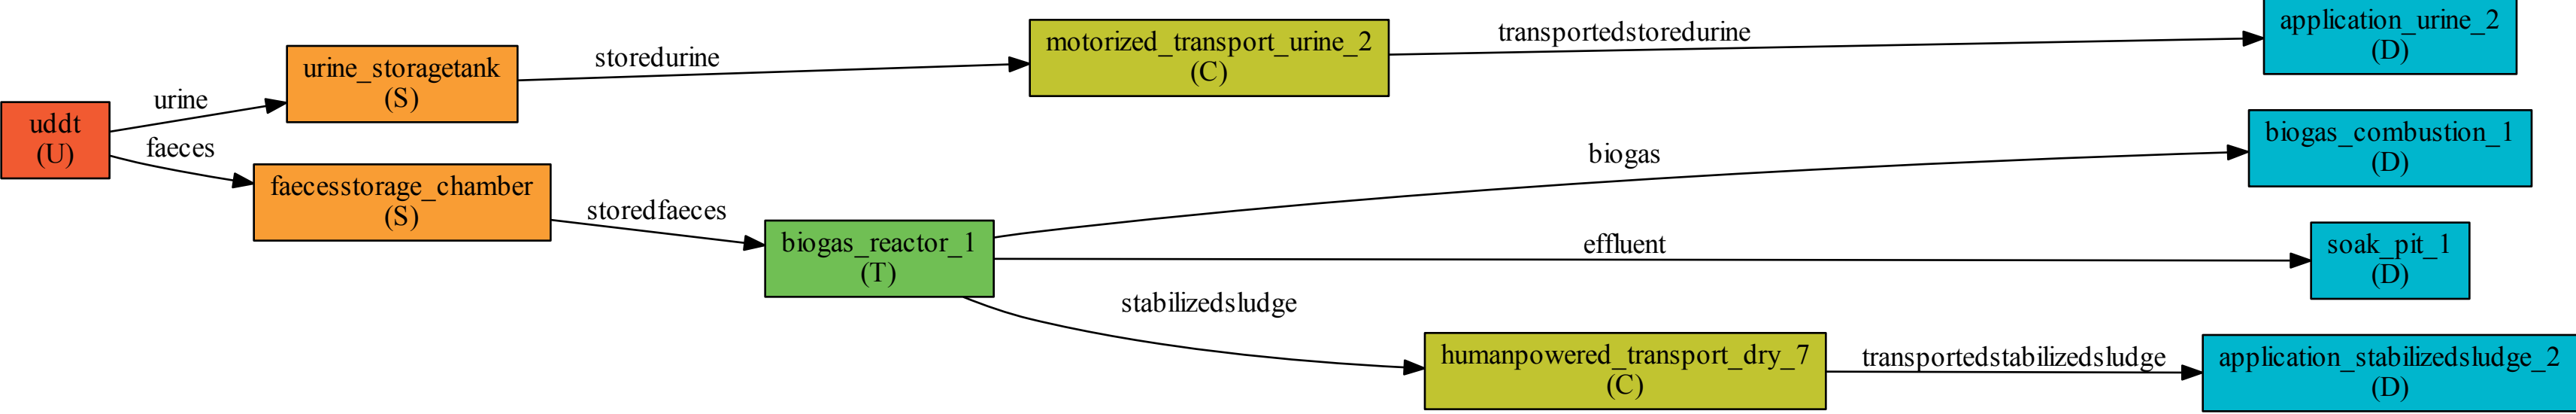 uddt
(U)
urine
faeces
urine_storagetank
(S)
faecesstorage_chamber
(S)
storedurine
storedfaeces
biogas_reactor_1
(T)
motorized_transport_urine_2
(C)
stabilizedsludge
transportedstoredurine
biogas
effluent
humanpowered_transport_dry_7
(C)
transportedstabilizedsludge
application_urine_2
(D)
biogas_combustion_1
(D)
soak_pit_1
(D)
application_stabilizedsludge_2
(D)